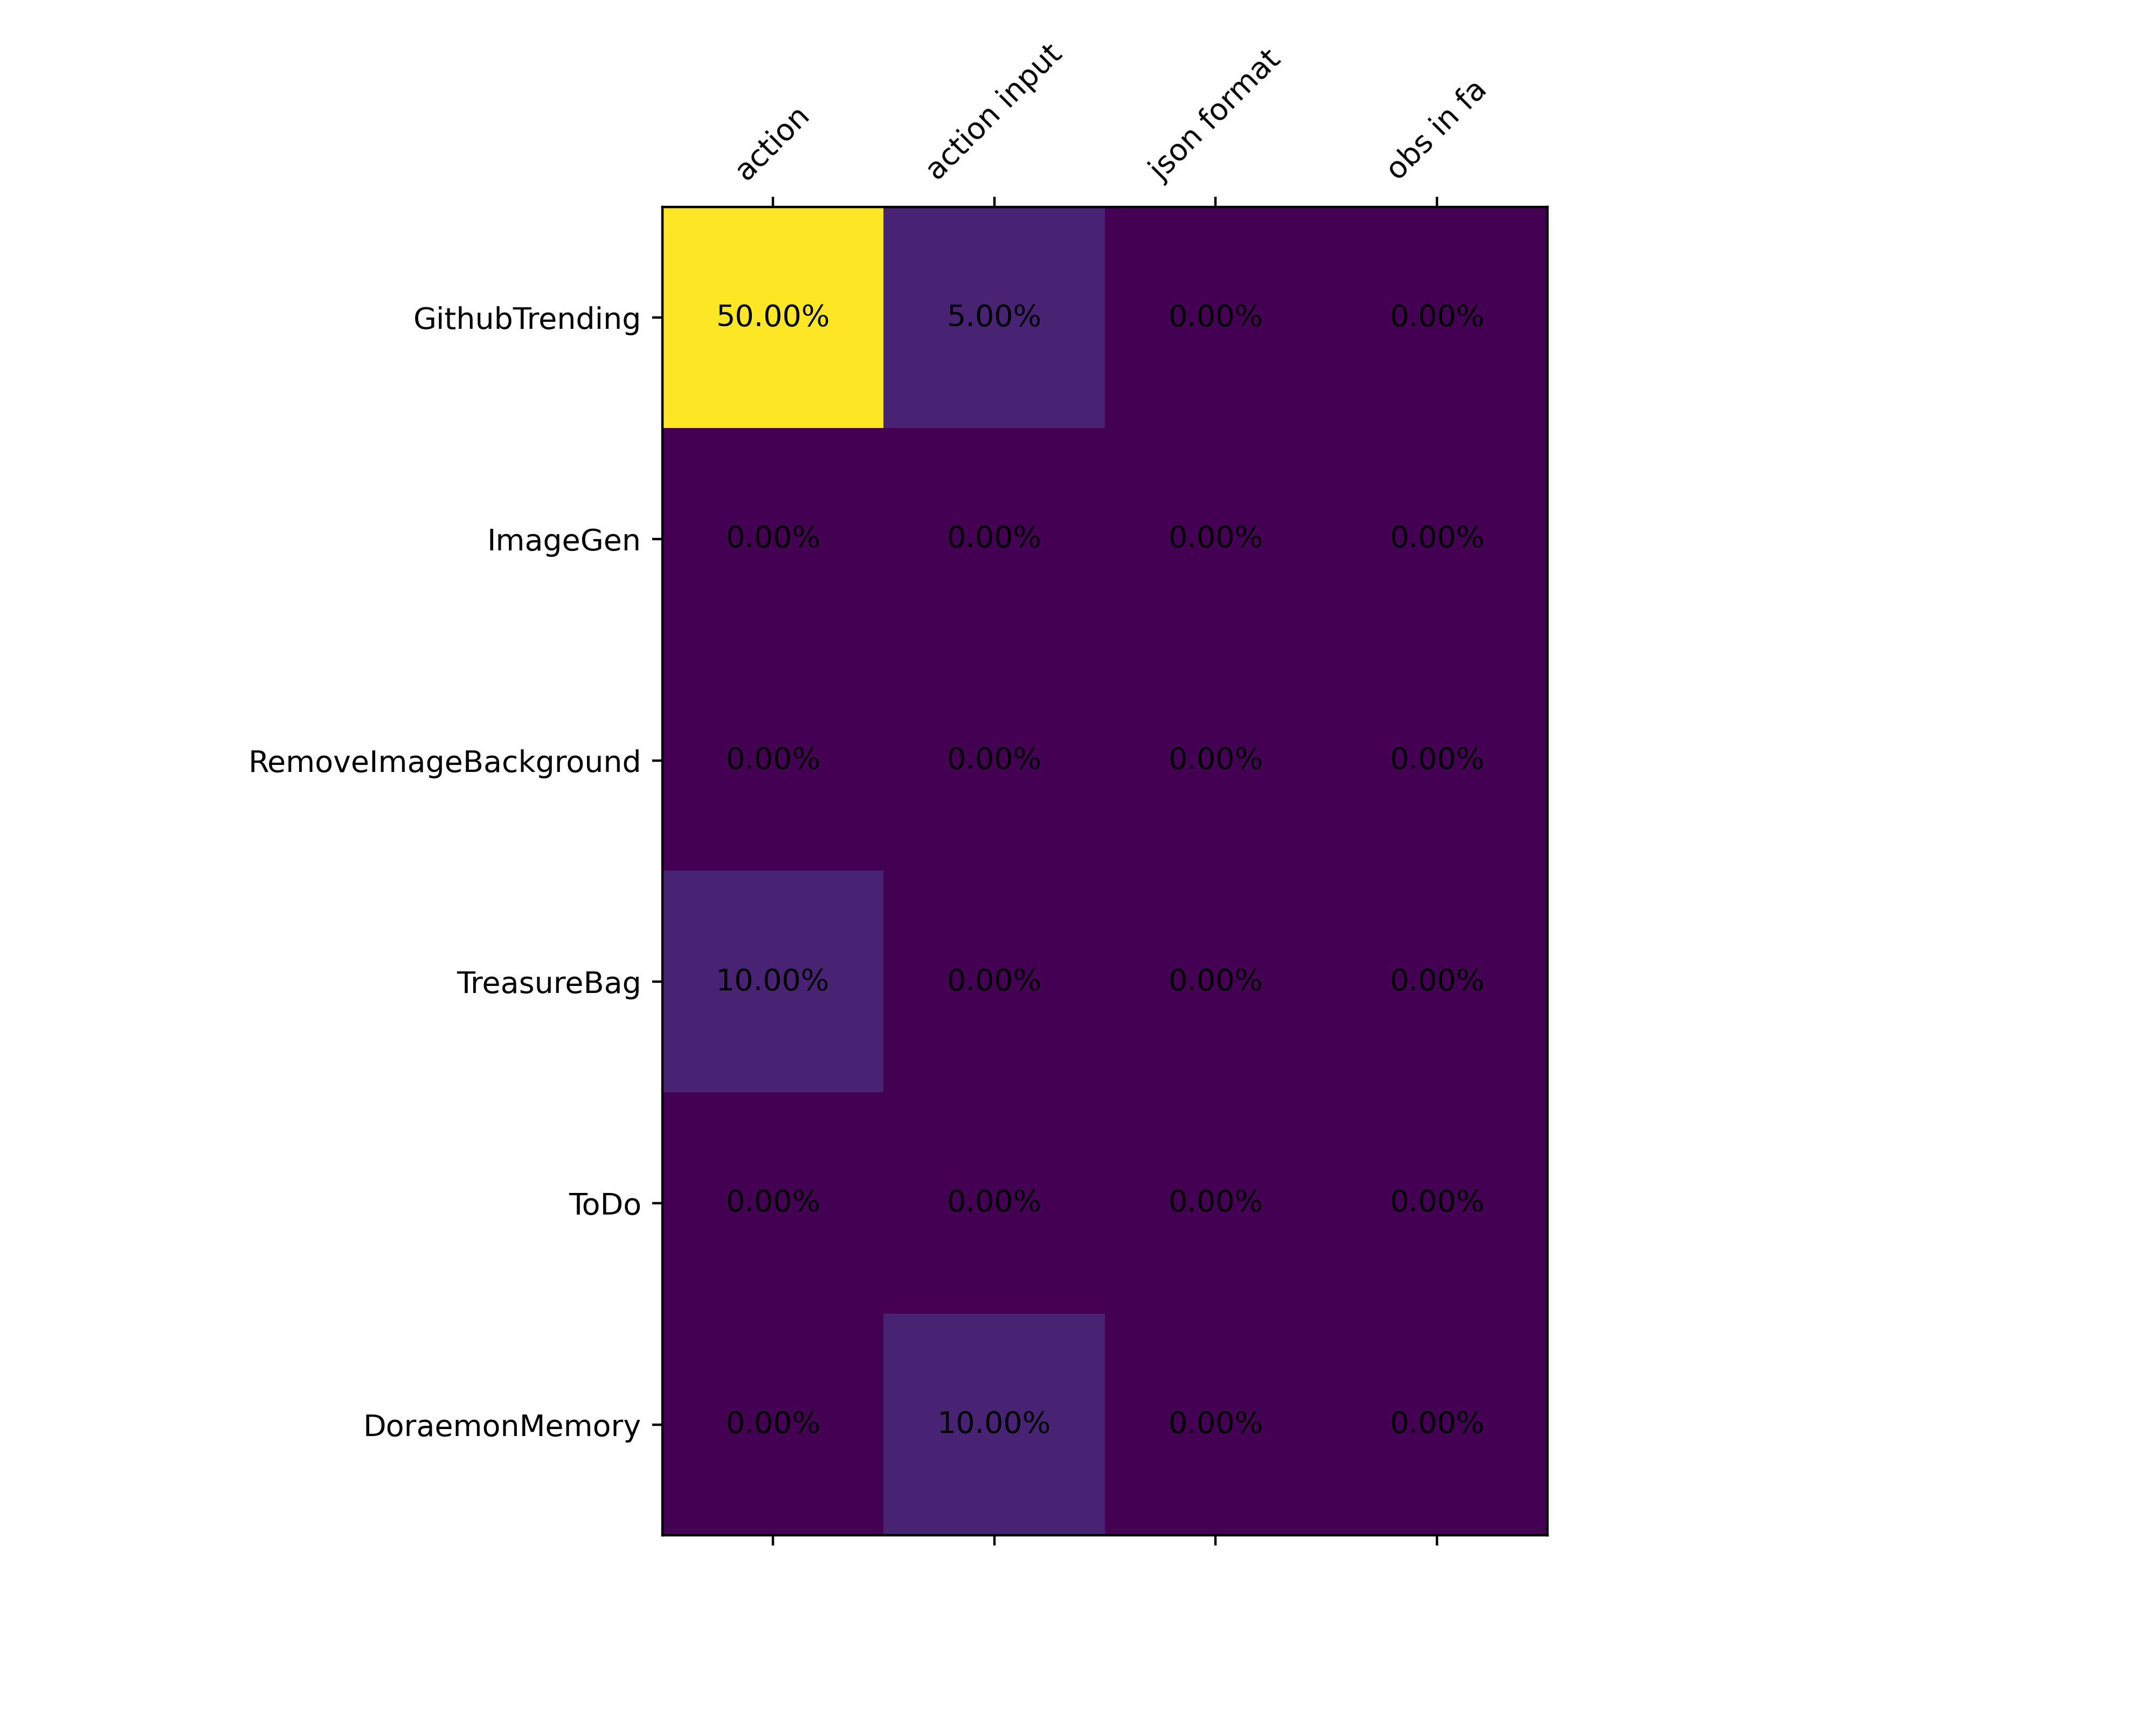 action action input json format obs in fa
GithubTrending 50.00% 5.00% 0.00% 0.00%
ImageGen 0.00% 0.00% 0.00% 0.00%
RemoveImageBackground 0.00% 0.00% 0.00% 0.00%
TreasureBag 10.00% 0.00% 0.00% 0.00%
ToDo 0.00% 0.00% 0.00% 0.00%
DoraemonMemory 0.00% 10.00% 0.00% 0.00%